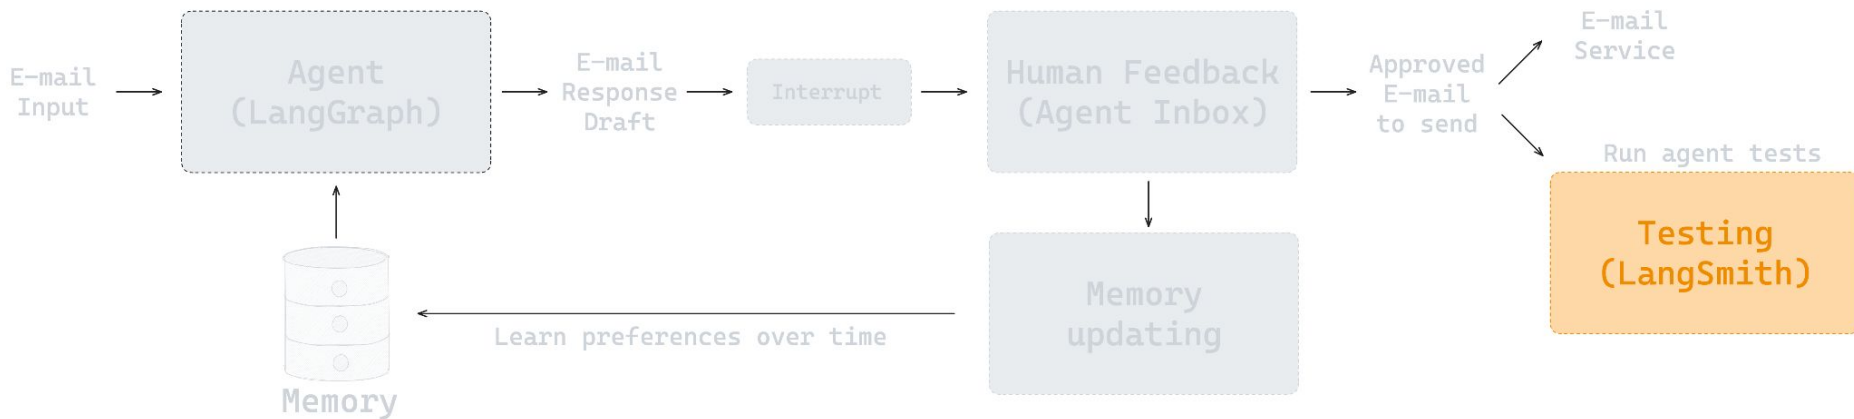 E-mail
Input
Agent
(LangGraph)
E-mail
Response
Draft
Interrupt
Human Feedback
(Agent Inbox)
Approved
E-mail
to send
E-mail
Service
Run agent tests
Testing
(LangSmith)
Memory
updating
Learn preferences over time
Memory